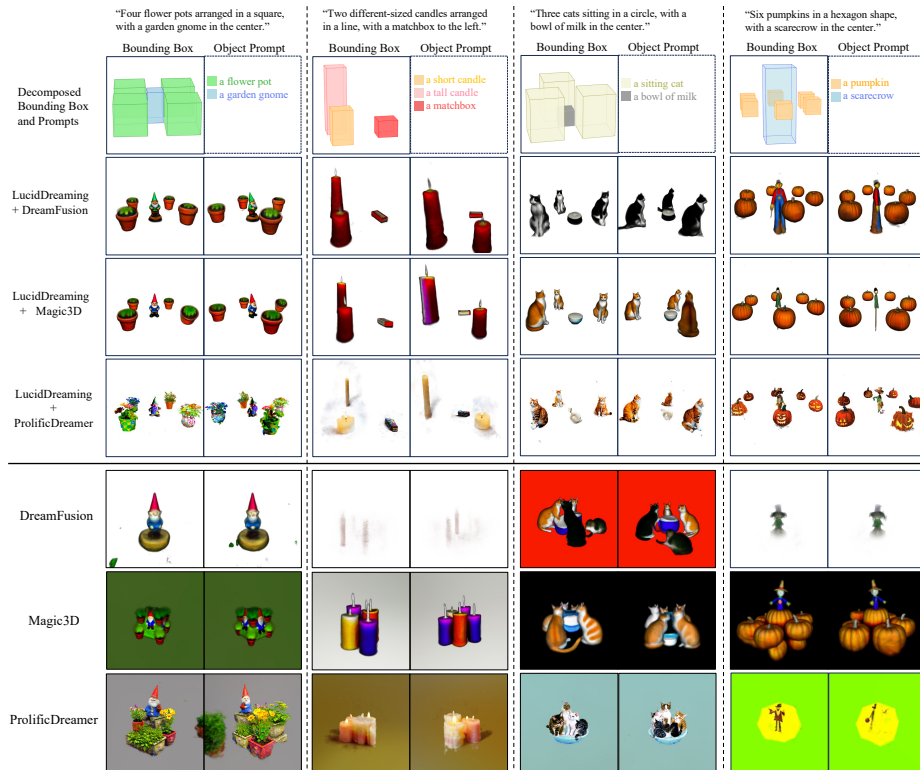 "Four flower pots arranged in a square,
with a garden gnome in the center."
"Two different-sized candles arranged
in a line, with a matchbox to the left."
"Three cats sitting in a circle, with a
bowl of milk in the center."
"Six pumpkins in a hexagon shape,
with a scarecrow in the center."
Bounding Box Object Prompt Bounding Box Object Prompt Bounding Box Object Prompt Bounding Box Object Prompt
Decomposed
Bounding Box
and Prompts
a flower pot
a garden gnome
a short candle
a tall candle
a matchbox
a sitting cat
a bowl of milk
a pumpkin
a scarecrow
LucidDreaming
+ DreamFusion
LucidDreaming
+ Magic3D
LucidDreaming
+
ProlificDreamer
DreamFusion
Magic3D
ProlificDreamer